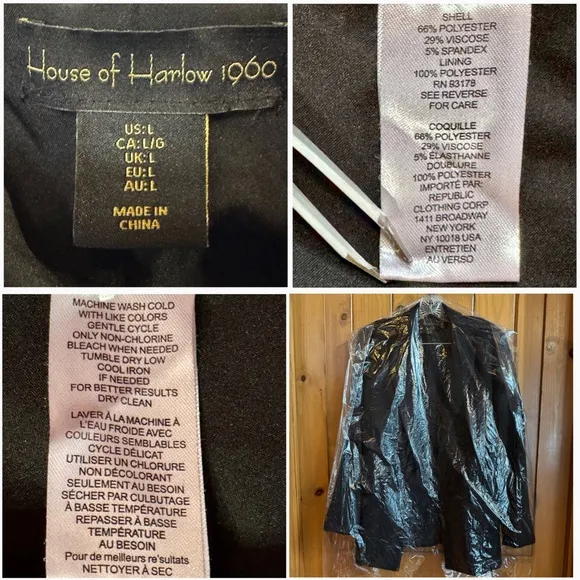 House of Harlow 1960
US: L
CA: L/G
UK: L
EU: L
AU: L
MADE IN
CHINA
SHELL
66% POLYESTER
29% VISCOSE
5% SPANDEX
LINING
100% POLYESTER
RN 93178
SEE REVERSE
FOR CARE
COQUILLE
66% POLYESTER
29% VISCOSE
5% ÉLASTHANNE
DOUBLURE
100% POLYESTER
IMPORTÉ PAR:
REPUBLIC
CLOTHING CORP
1411 BROADWAY
NEW YORK
NY 10018 USA
ENTRETIEN
AU VERSO
MACHINE WASH COLD
WITH LIKE COLORS
GENTLE CYCLE
ONLY NON-CHLORINE
BLEACH WHEN NEEDED
TUMBLE DRY LOW
COOL IRON
IF NEEDED
FOR BETTER RESULTS
DRY CLEAN
LAVER À LA MACHINE À
L'EAU FROIDE AVEC
COULEURS SEMBLABLES
CYCLE DÉLICAT
UTILISER UN CHLORURE
NON DÉCOLORANT
SEULEMENT AU BESOIN
SÉCHER PAR CULBUTAGE
À BASSE TEMPÉRATURE
REPASSER À BASSE
TEMPÉRATURE
AU BESOIN
Pour de meilleurs re'sultats
NETTOYER À SEC